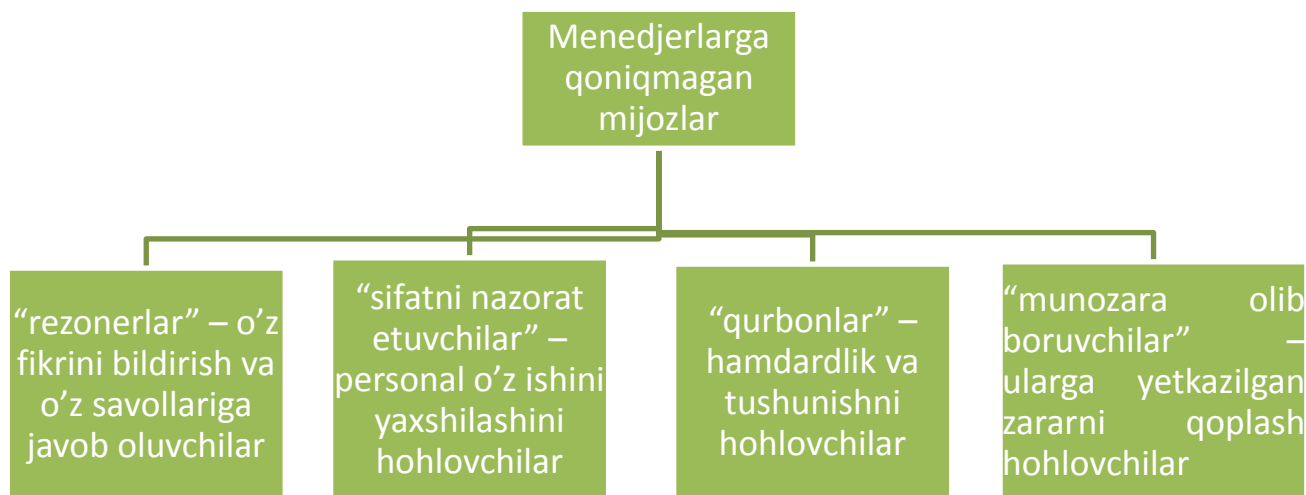 Menedjerlarga
qoniqmagan
mijozlar
“rezonerlar” – o’z
fikrini bildirish va
o’z savollariga
javob oluvchilar
“sifatni nazorat
etuvchilar” –
personal o’z ishini
yaxshilashini
hohlovchilar
“qurbonlar” –
hamdardlik va
tushunishni
hohlovchilar
“munozara olib
boruvchilar” –
ularga yetkazilgan
zararni qoplash
hohlovchilar